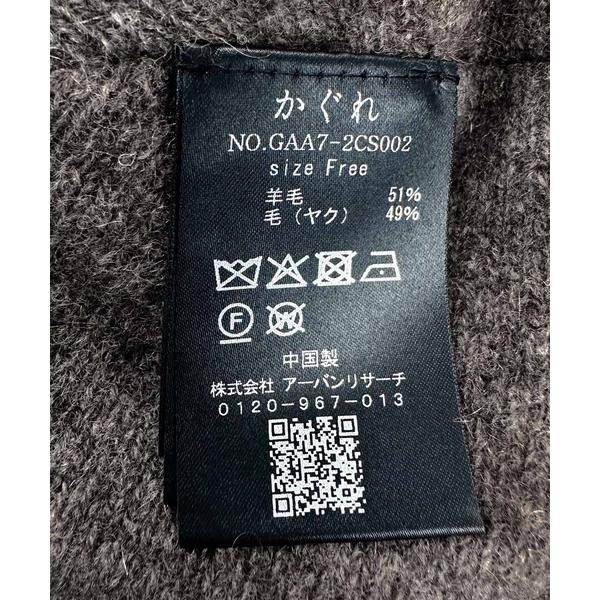 かぐれ
NO.GAA7-2CS002
size Free
羊毛 51%
毛（ヤク） 49%
F W
中国製
株式会社 アーバンリサーチ
0120-967-013